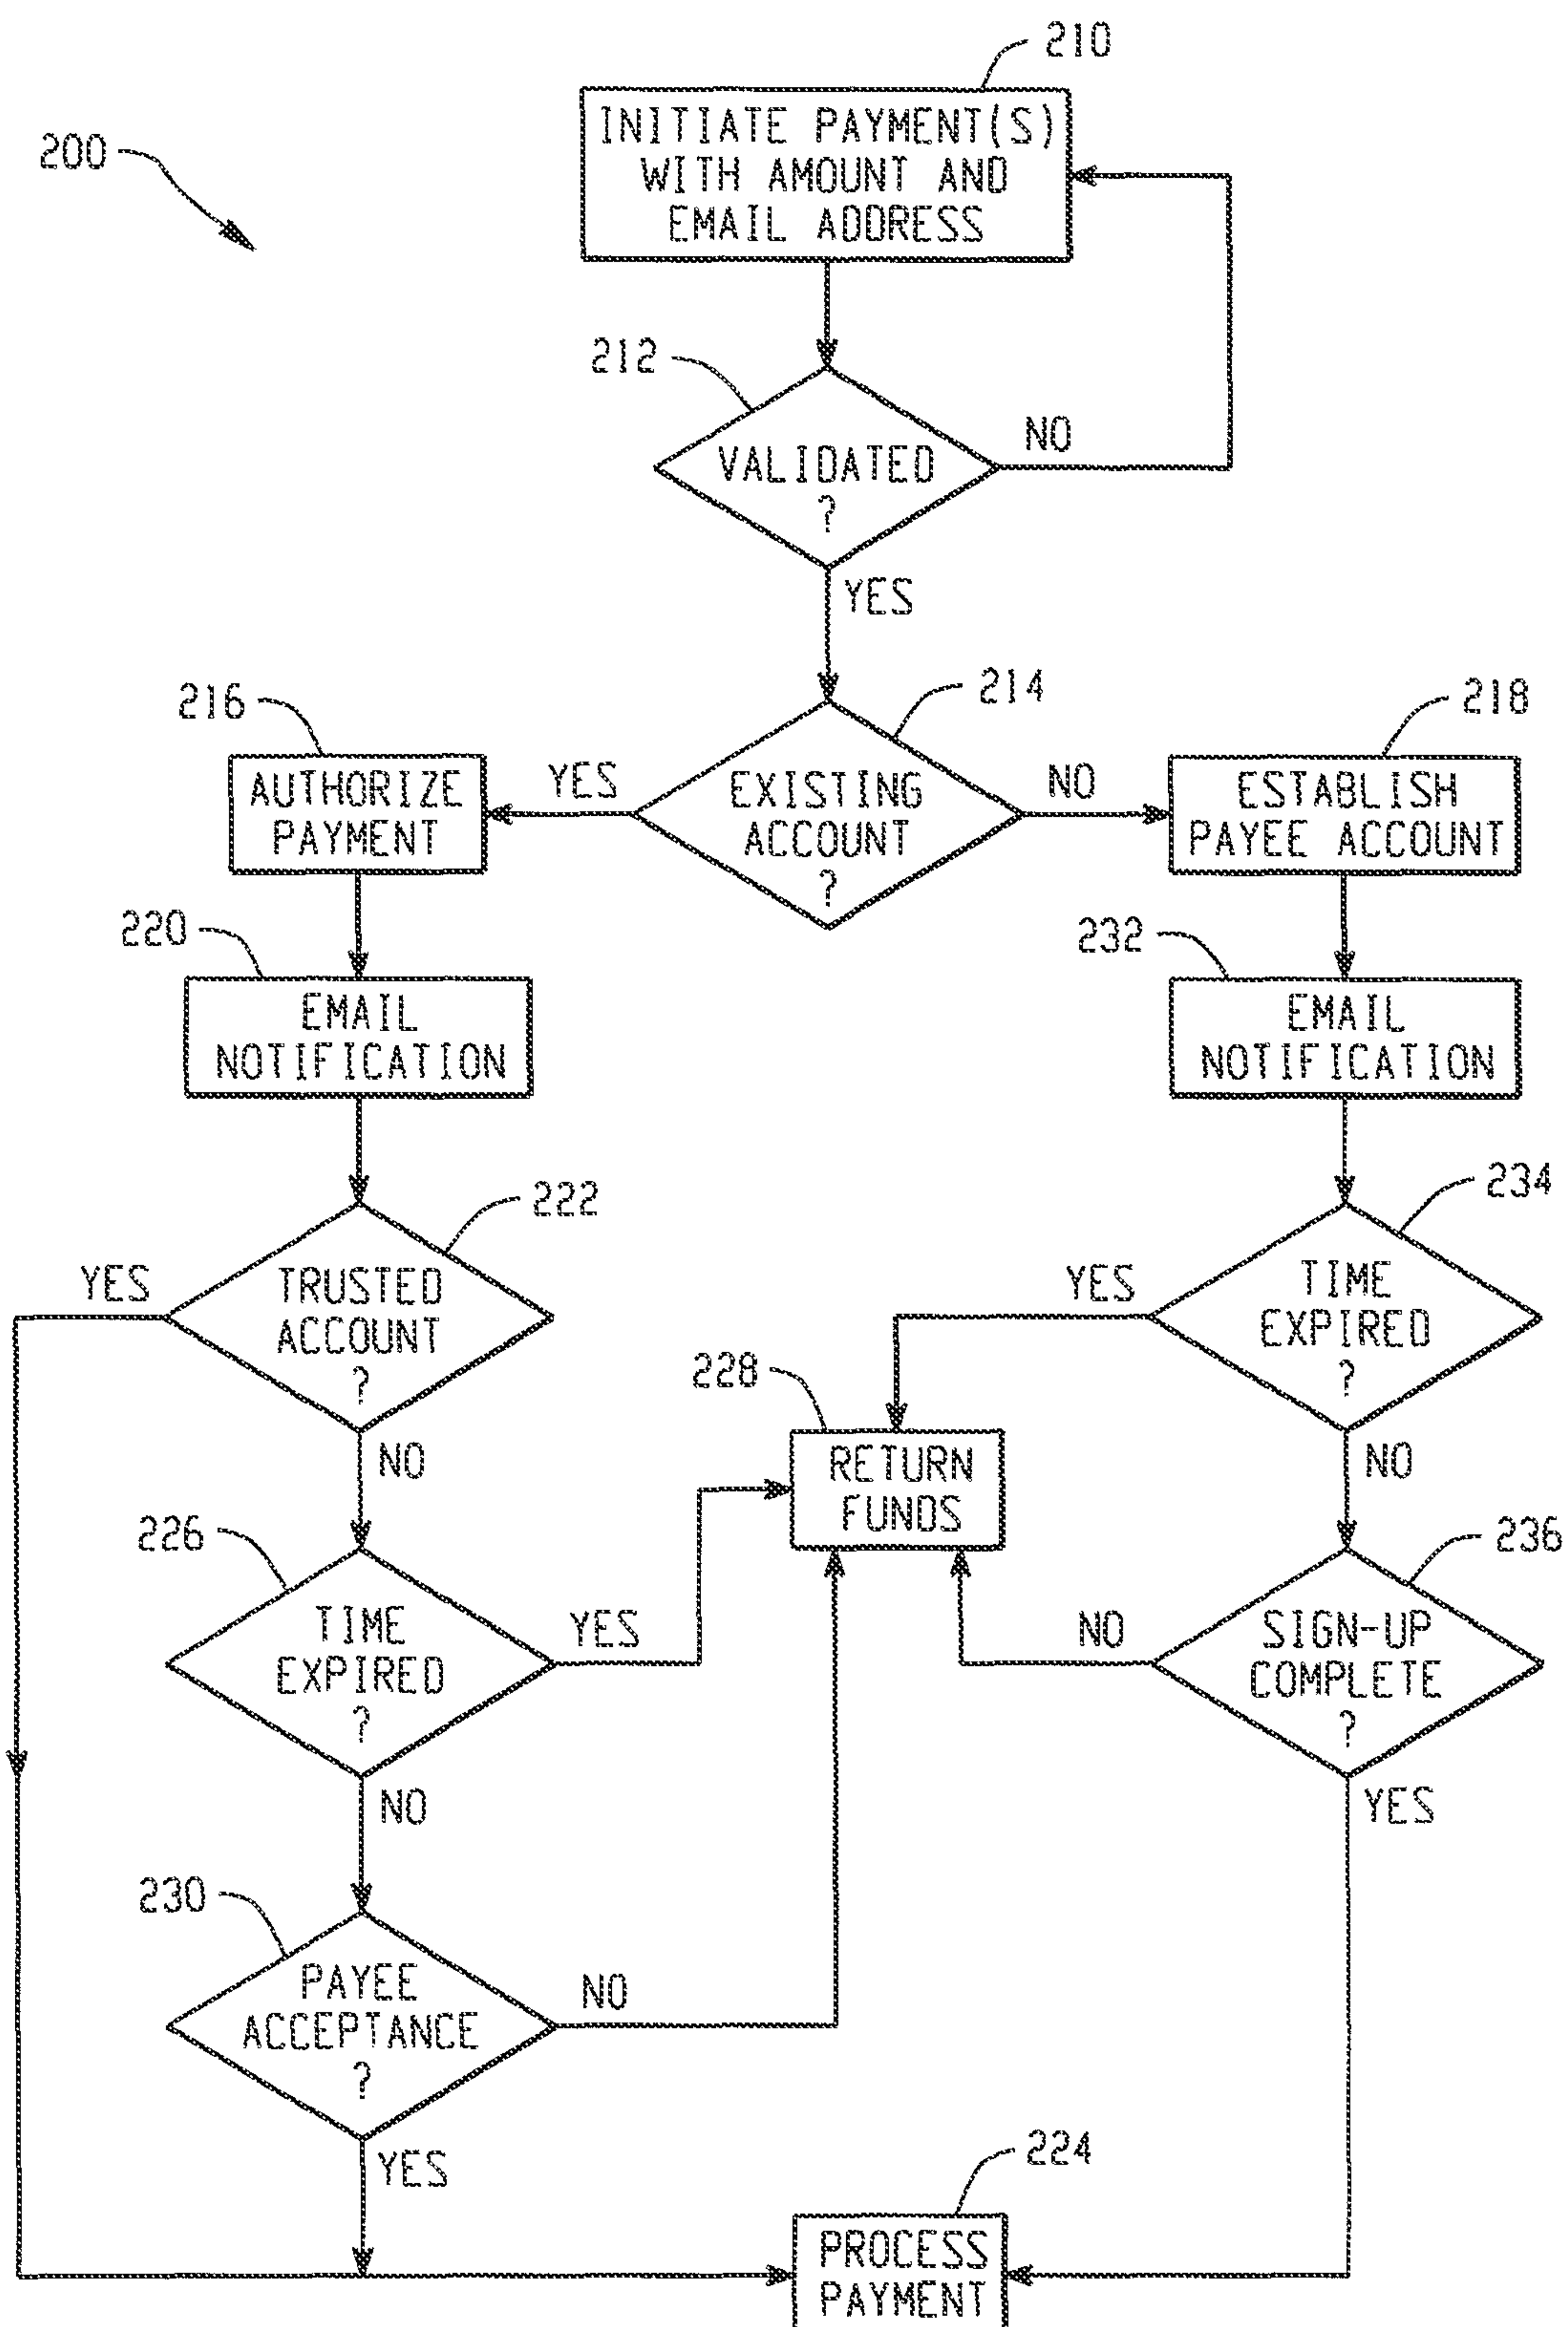 210
200
INITIATE PAYMENT(S)
WITH AMOUNT AND
EMAIL ADDRESS
212
VALIDATED
?
NO
YES
214
216
218
AUTHORIZE
PAYMENT
YES
EXISTING
ACCOUNT
?
NO
ESTABLISH
PAYEE ACCOUNT
220
232
EMAIL
NOTIFICATION
EMAIL
NOTIFICATION
222
234
YES
TRUSTED
ACCOUNT
?
YES
TIME
EXPIRED
?
228
NO
RETURN
FUNDS
NO
226
236
TIME
EXPIRED
?
YES
NO
SIGN-UP
COMPLETE
?
NO
YES
230
PAYEE
ACCEPTANCE
?
NO
YES
224
PROCESS
PAYMENT